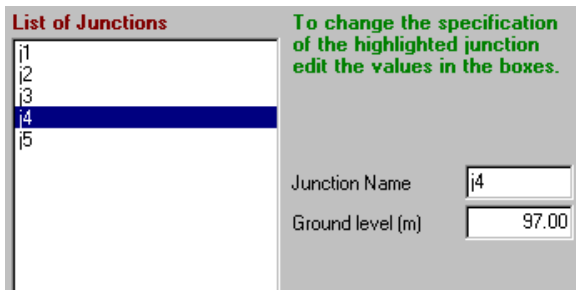 List of Junctions
j1
j2
j3
j4
j5
To change the specification
of the highlighted junction
edit the values in the boxes.
Junction Name
j4
Ground level (m)
97.00